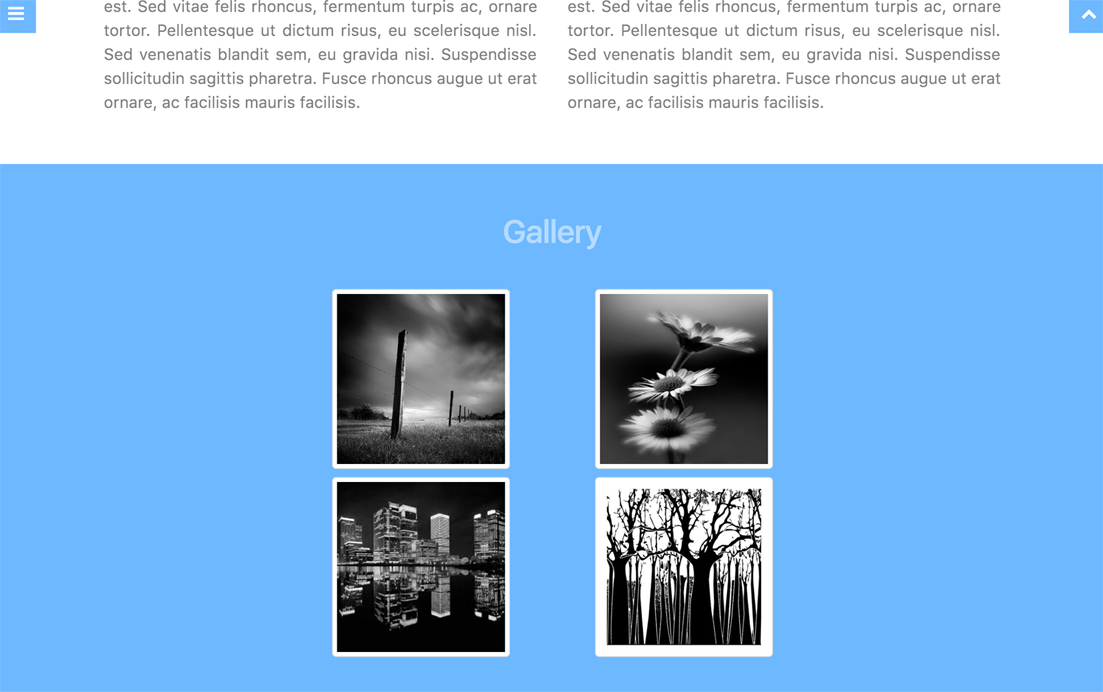 est. Sed vitae felis rhoncus, fermentum turpis ac, ornare
tortor. Pellentesque ut dictum risus, eu scelerisque nisl.
Sed venenatis blandit sem, eu gravida nisi. Suspendisse
sollicitudin sagittis pharetra. Fusce rhoncus augue ut erat
ornare, ac facilisis mauris facilisis.
est. Sed vitae felis rhoncus, fermentum turpis ac, ornare
tortor. Pellentesque ut dictum risus, eu scelerisque nisl.
Sed venenatis blandit sem, eu gravida nisi. Suspendisse
sollicitudin sagittis pharetra. Fusce rhoncus augue ut erat
ornare, ac facilisis mauris facilisis.
Gallery